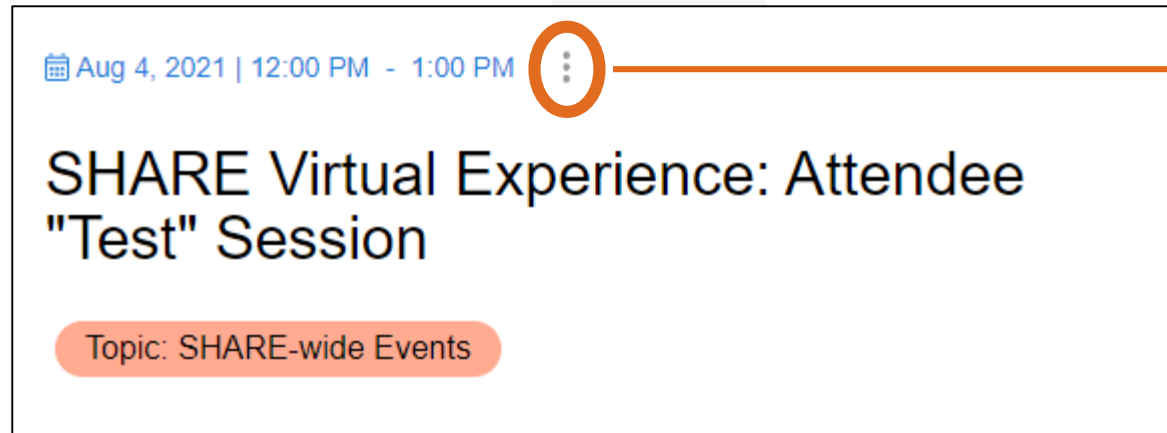 Aug 4, 2021 | 12:00 PM - 1:00 PM
SHARE Virtual Experience: Attendee
"Test" Session
Topic: SHARE-wide Events